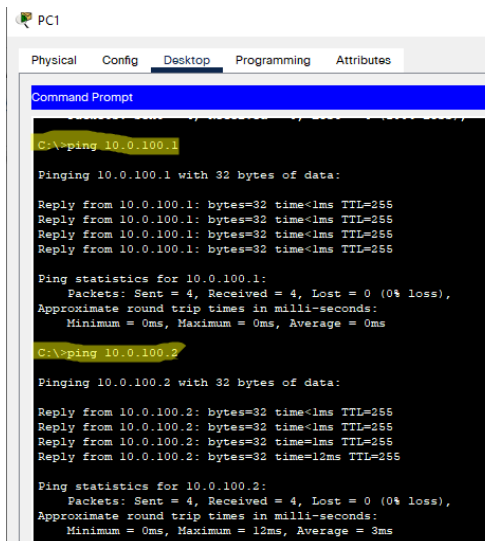 PC1
Physical Config Desktop Programming Attributes
Command Prompt
C:\>ping 10.0.100.1
Pinging 10.0.100.1 with 32 bytes of data:
Reply from 10.0.100.1: bytes=32 time<1ms TTL=255
Reply from 10.0.100.1: bytes=32 time<1ms TTL=255
Reply from 10.0.100.1: bytes=32 time<1ms TTL=255
Reply from 10.0.100.1: bytes=32 time<1ms TTL=255
Ping statistics for 10.0.100.1:
Packets: Sent = 4, Received = 4, Lost = 0 (0% loss),
Approximate round trip times in milli-seconds:
Minimum = 0ms, Maximum = 0ms, Average = 0ms
C:\>ping 10.0.100.2
Pinging 10.0.100.2 with 32 bytes of data:
Reply from 10.0.100.2: bytes=32 time<1ms TTL=255
Reply from 10.0.100.2: bytes=32 time<1ms TTL=255
Reply from 10.0.100.2: bytes=32 time=1ms TTL=255
Reply from 10.0.100.2: bytes=32 time=12ms TTL=255
Ping statistics for 10.0.100.2:
Packets: Sent = 4, Received = 4, Lost = 0 (0% loss),
Approximate round trip times in milli-seconds:
Minimum = 0ms, Maximum = 12ms, Average = 3ms